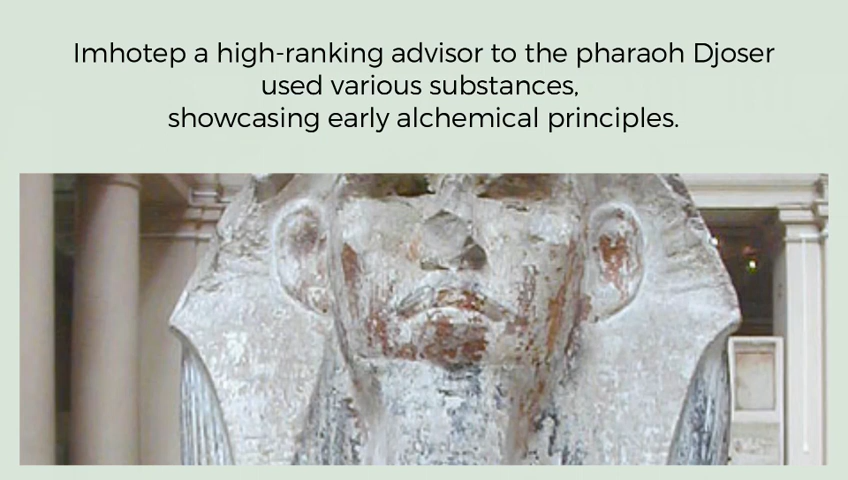 Imhotep a high-ranking advisor to the pharaoh Djoser
used various substances,
showcasing early alchemical principles.